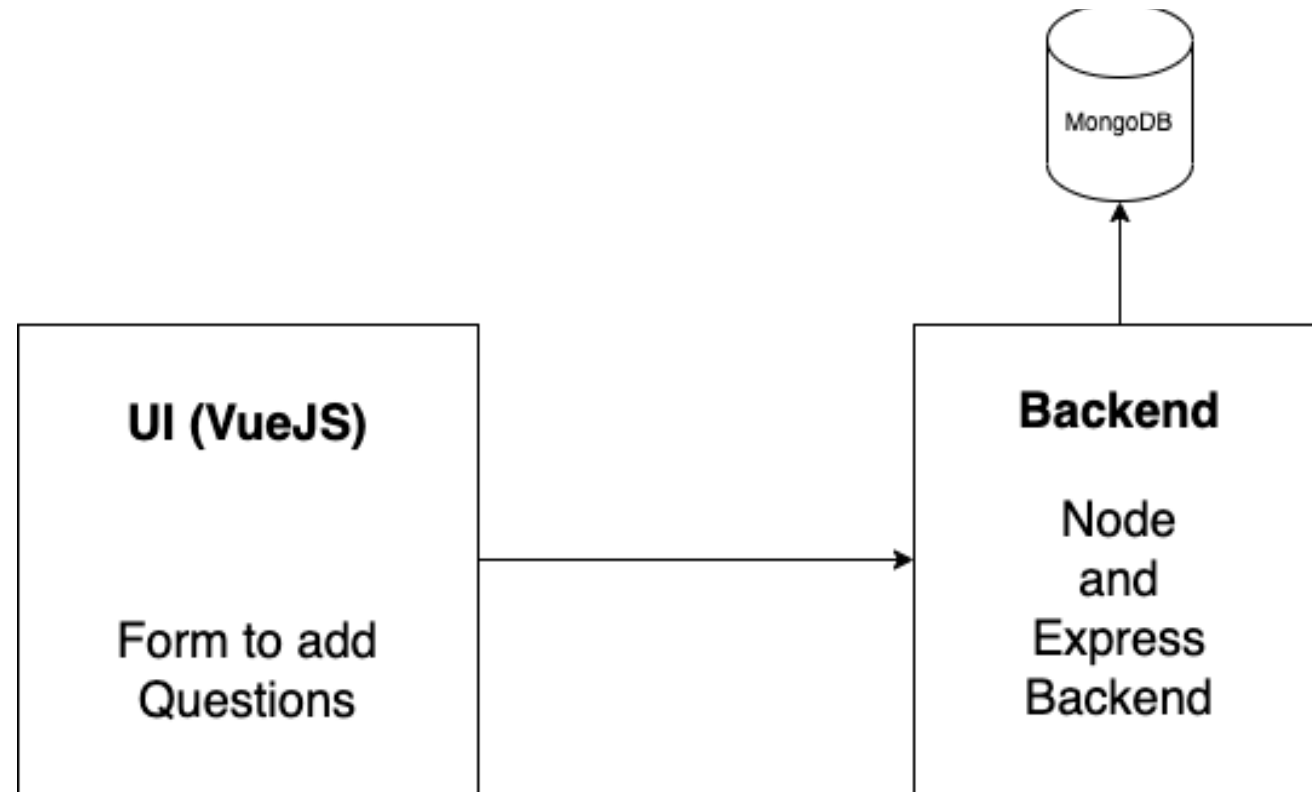 MongoDB
UI (VueJS)
Form to add
Questions
Backend
Node
and
Express
Backend